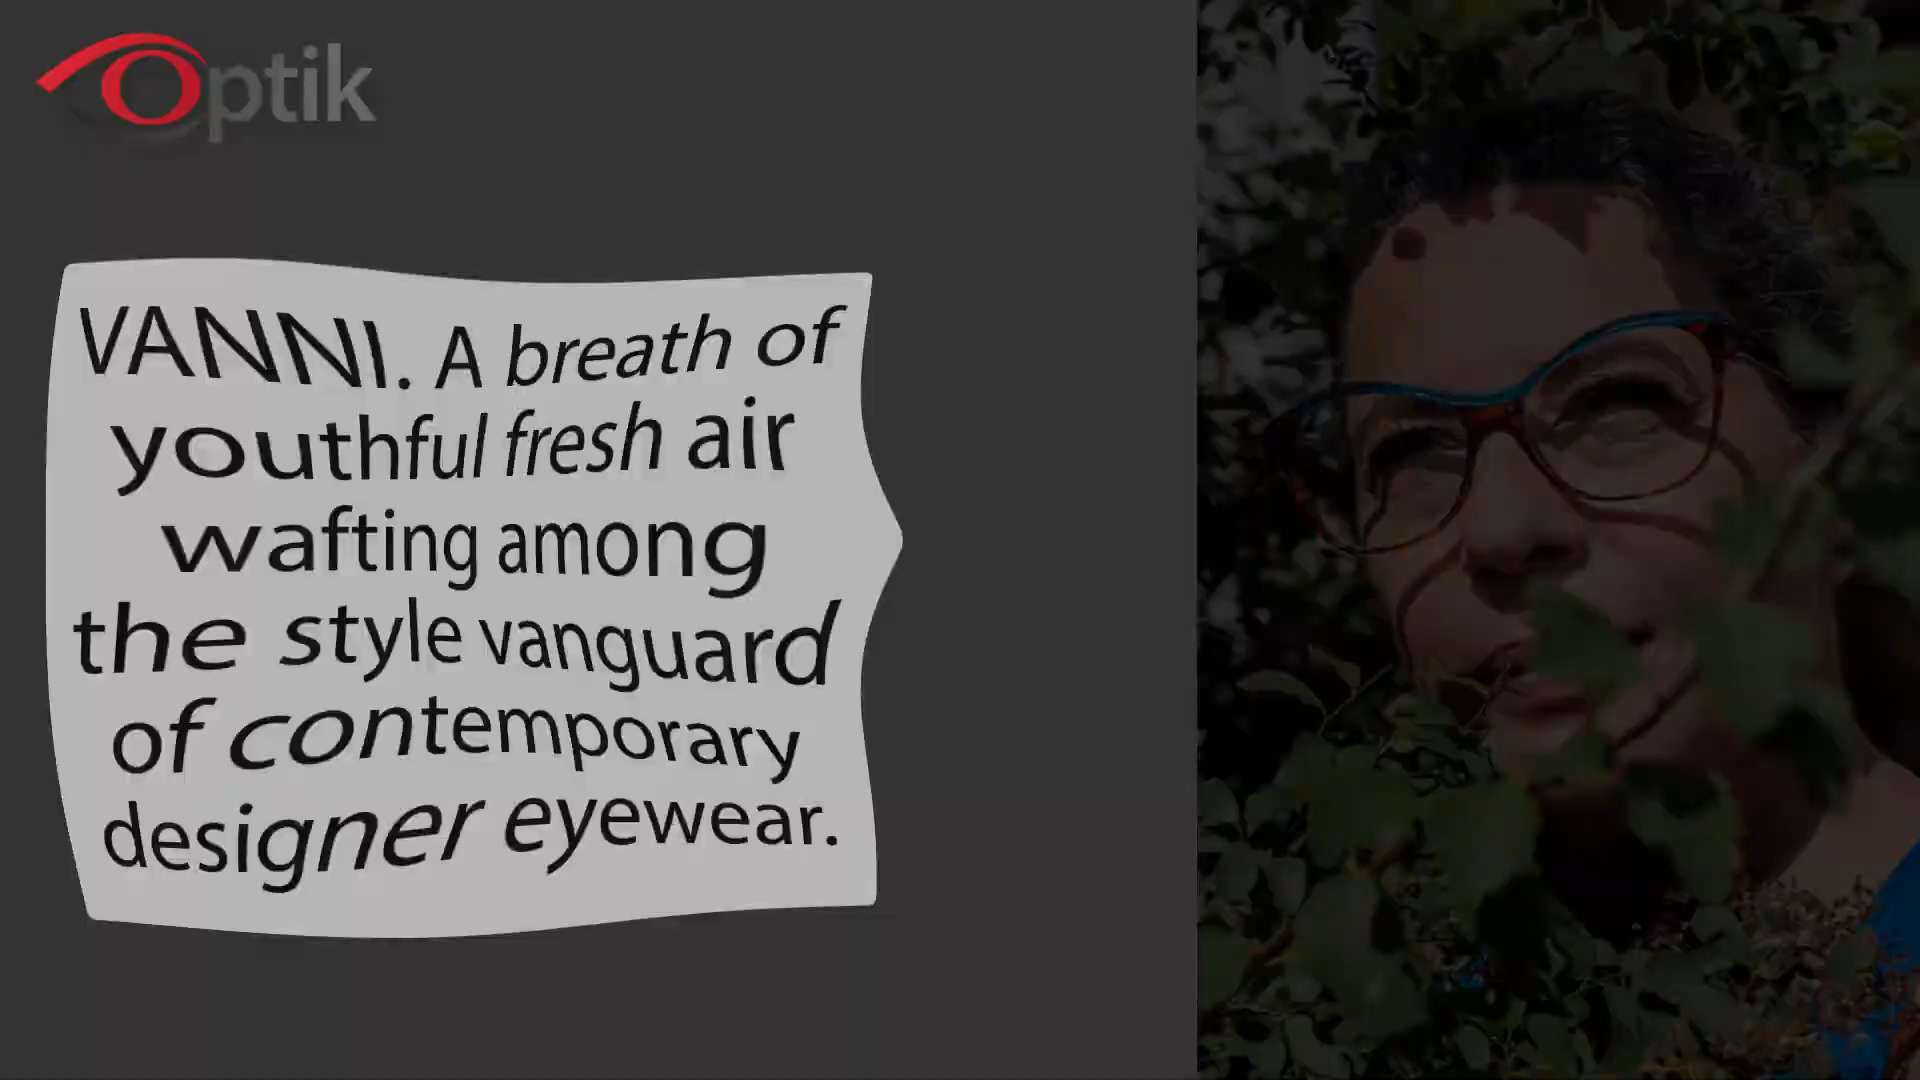 Optik
VANNI. A breath of
youthful fresh air
wafting among
the style vanguard
of contemporary
designer eyewear.